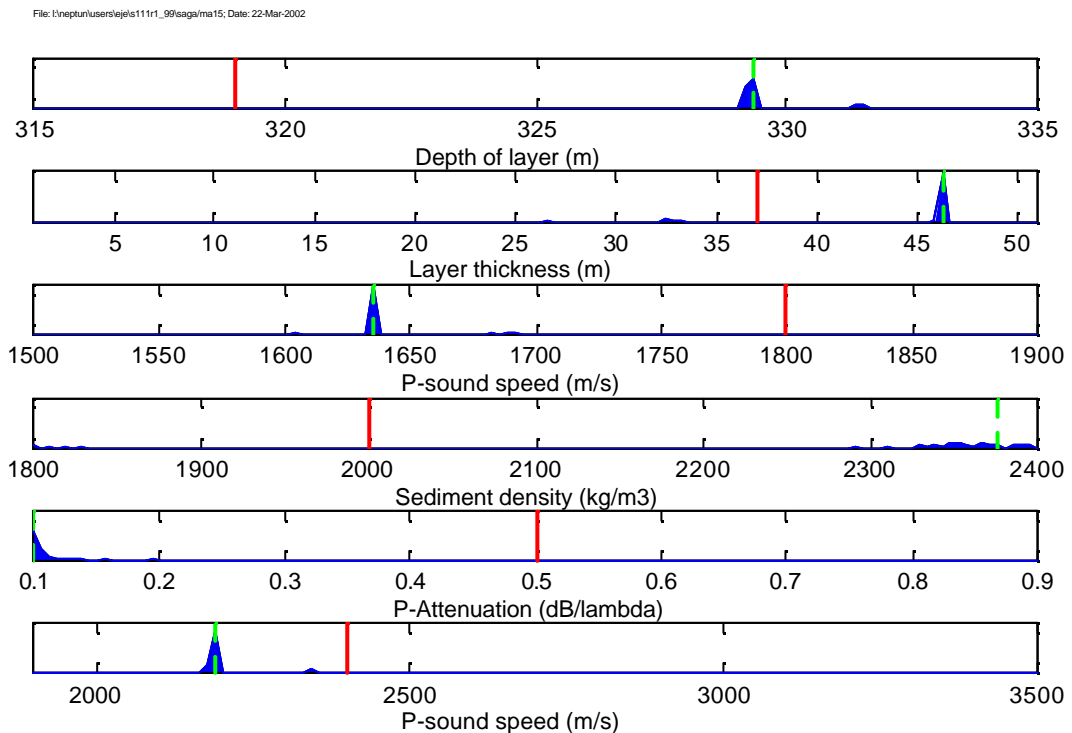 File: I:\neptun\users\eje\s111r1_99\saga/ma15; Date: 22-Mar-2002
315 320 325 330 335
Depth of layer (m)
5 10 15 20 25 30 35 40 45 50
Layer thickness (m)
1500 1550 1600 1650 1700 1750 1800 1850 1900
P-sound speed (m/s)
1800 1900 2000 2100 2200 2300 2400
Sediment density (kg/m3)
0.1 0.2 0.3 0.4 0.5 0.6 0.7 0.8 0.9
P-Attenuation (dB/lambda)
2000 2500 3000 3500
P-sound speed (m/s)